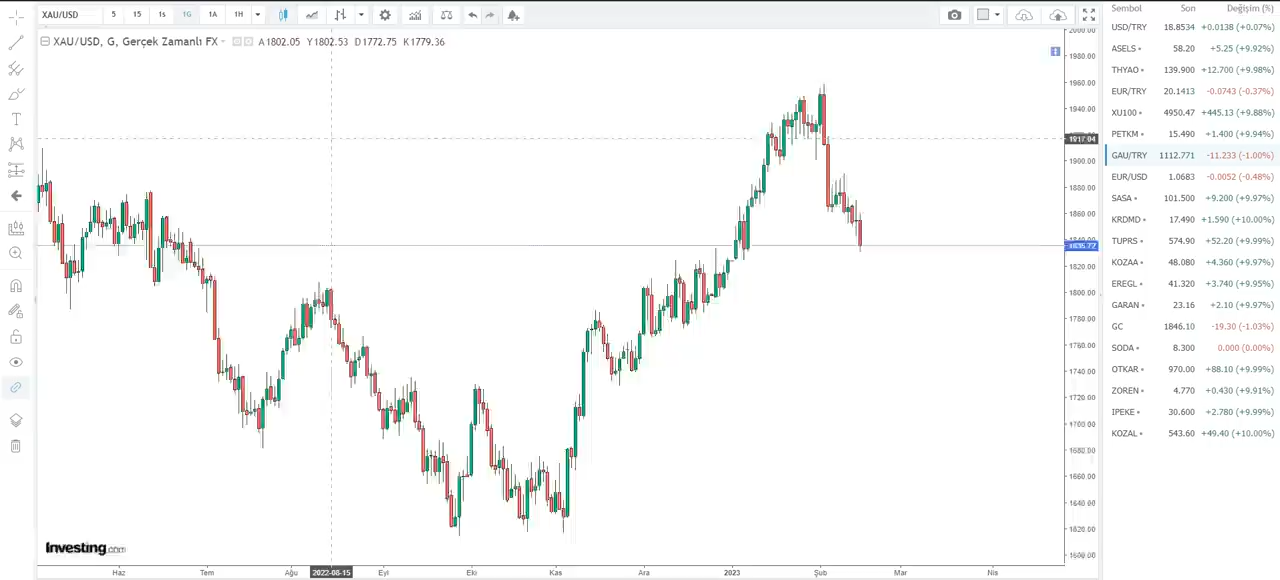 XAU/USD 5 15 1s 1G 1A 1H
XAU/USD, G, Gerçek Zamanlı FX A1802.05 Y1802.53 D1772.75 K1779.36
2000.00
1980.00
1960.00
1940.00
1917.04
1900.00
1880.00
1860.00
1840.00
1835.77
1820.00
1800.00
1780.00
1760.00
1740.00
1720.00
1700.00
1680.00
1660.00
1640.00
1620.00
1600.00
Haz Tem Ağu 2022-08-15 Eyl Eki Kas Ara 2023 Şub Mar Nis
Investing.com
Sembol Son Değişim (%)
USD/TRY 18.8534 +0.0138 (+0.07%)
ASELS 58.20 +5.25 (+9.92%)
THYAO 139.900 +12.700 (+9.98%)
EUR/TRY 20.1413 -0.0743 (-0.37%)
XU100 4950.47 +445.13 (+9.88%)
PETKM 15.490 +1.400 (+9.94%)
GAU/TRY 1112.771 -11.233 (-1.00%)
EUR/USD 1.0683 -0.0052 (-0.48%)
SASA 101.500 +9.200 (+9.97%)
KRDMD 17.490 +1.590 (+10.00%)
TUPRS 574.90 +52.20 (+9.99%)
KOZAA 48.080 +4.360 (+9.97%)
EREGL 41.320 +3.740 (+9.95%)
GARAN 23.16 +2.10 (+9.97%)
GC 1846.10 -19.30 (-1.03%)
SODA 8.300 0.000 (0.00%)
OTKAR 970.00 +88.10 (+9.99%)
ZOREN 4.770 +0.430 (+9.91%)
IPEKE 30.600 +2.780 (+9.99%)
KOZAL 543.60 +49.40 (+10.00%)